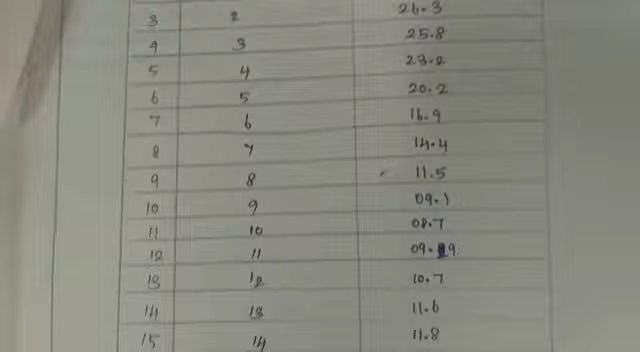 3 2 26.3
4 3 25.8
5 4 23.2
6 5 20.2
7 6 16.9
8 7 14.4
9 8 11.5
10 9 09.1
11 10 08.7
12 11 09.9
13 12 10.7
14 13 11.6
15 14 11.8